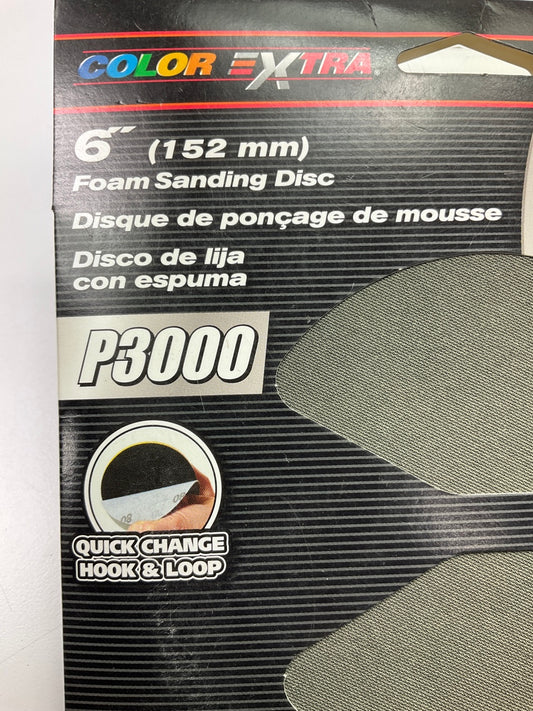 COLOR EXTRA®
6" (152 mm)
Foam Sanding Disc
Disque de ponçage de mousse
Disco de lija
con espuma
P3000
80
QUICK CHANGE
HOOK & LOOP